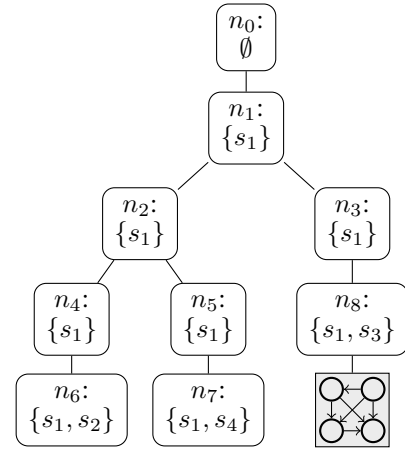 n₀:
∅
n₁:
{s₁}
n₂:
{s₁}
n₃:
{s₁}
n₄:
{s₁}
n₅:
{s₁}
n₈:
{s₁, s₃}
n₆:
{s₁, s₂}
n₇:
{s₁, s₄}